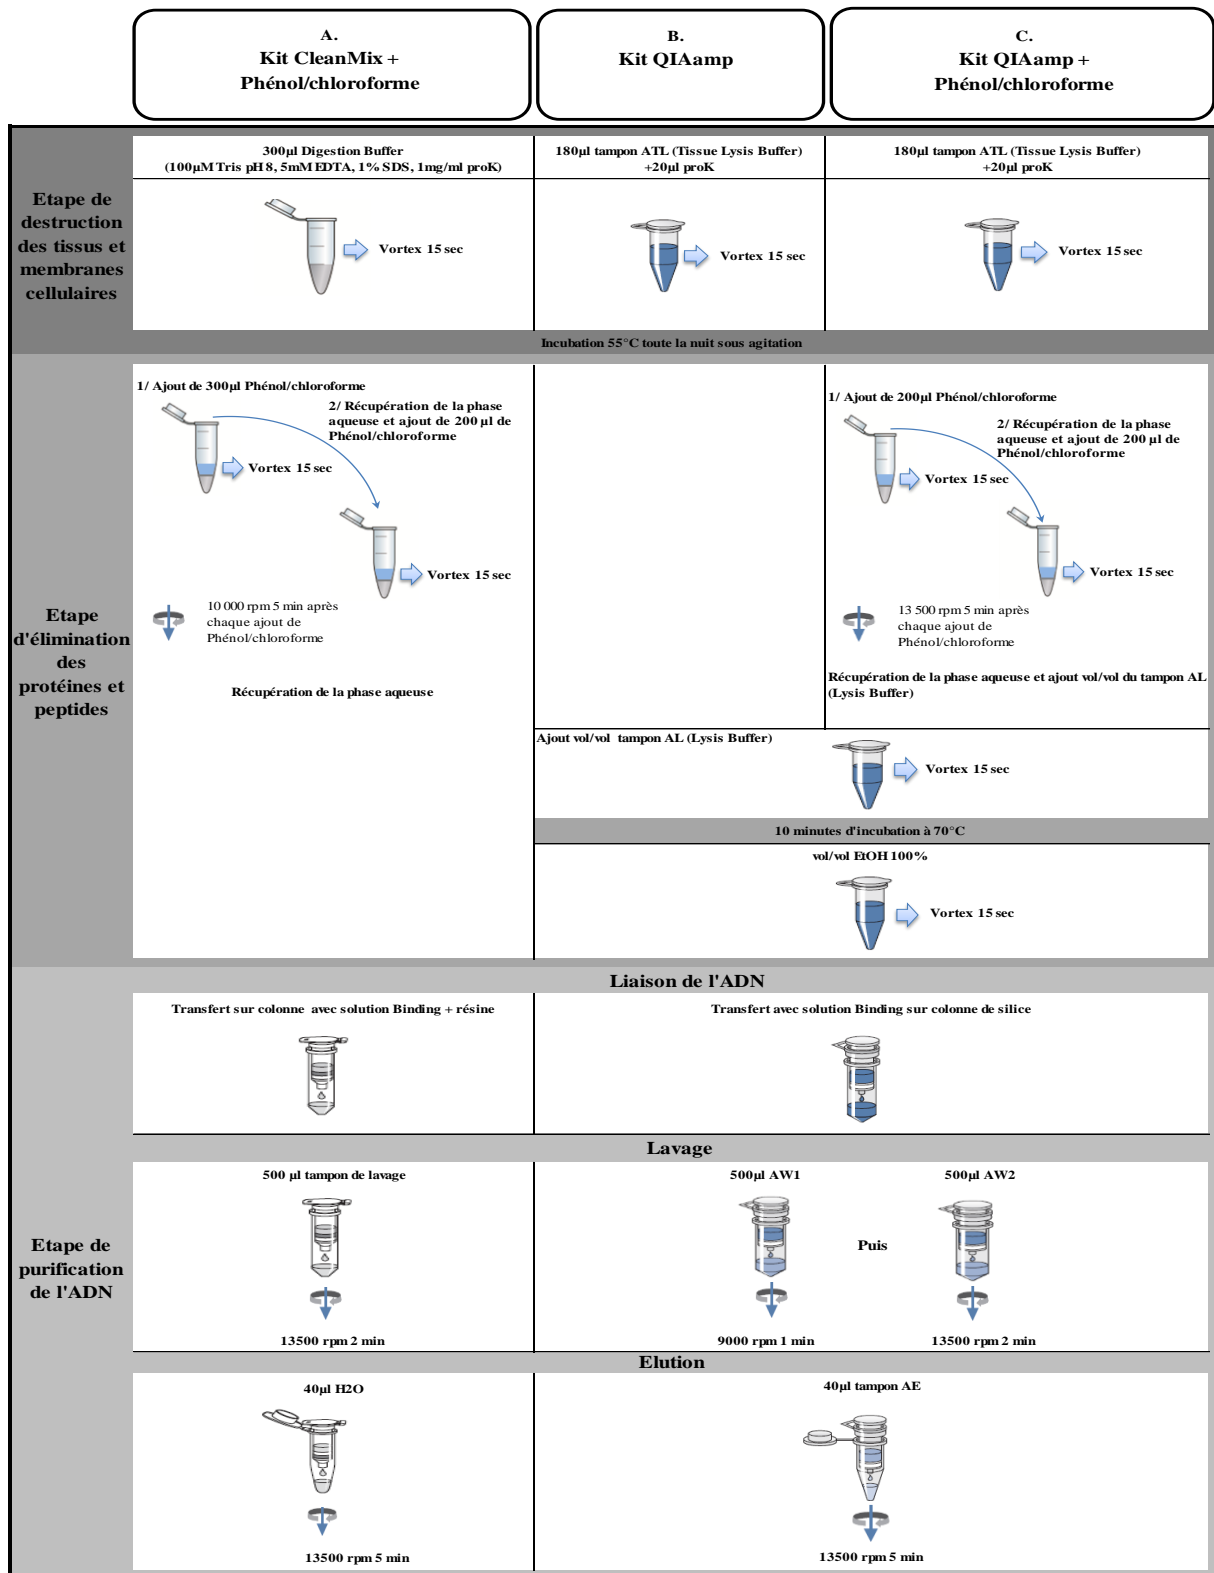 A.
Kit CleanMix +
Phénol/chloroforme
B.
Kit QIAamp
C.
Kit QIAamp +
Phénol/chloroforme
Etape de
destruction
des tissus et
membranes
cellulaires
300µl Digestion Buffer
(100µM Tris pH 8, 5mM EDTA, 1% SDS, 1mg/ml proK)
180µl tampon ATL (Tissue Lysis Buffer)
+20µl proK
180µl tampon ATL (Tissue Lysis Buffer)
+20µl proK
Vortex 15 sec
Vortex 15 sec
Vortex 15 sec
Incubation 55°C toute la nuit sous agitation
Etape
d'élimination
des
protéines et
peptides
1/ Ajout de 300µl Phénol/chloroforme
2/ Récupération de la phase
aqueuse et ajout de 200 µl de
Phénol/chloroforme
Vortex 15 sec
Vortex 15 sec
10 000 rpm 5 min après
chaque ajout de
Phénol/chloroforme
Récupération de la phase aqueuse
1/ Ajout de 200µl Phénol/chloroforme
2/ Récupération de la phase
aqueuse et ajout de 200 µl de
Phénol/chloroforme
Vortex 15 sec
Vortex 15 sec
13 500 rpm 5 min après
chaque ajout de
Phénol/chloroforme
Récupération de la phase aqueuse et ajout vol/vol du tampon AL
(Lysis Buffer)
Ajout vol/vol tampon AL (Lysis Buffer)
Vortex 15 sec
10 minutes d'incubation à 70°C
vol/vol EtOH 100%
Vortex 15 sec
Etape de
purification
de l'ADN
Liaison de l'ADN
Transfert sur colonne avec solution Binding + résine
Transfert avec solution Binding sur colonne de silice
Lavage
500 µl tampon de lavage
13500 rpm 2 min
500µl AW1
9000 rpm 1 min
Puis
500µl AW2
13500 rpm 2 min
Elution
40µl H2O
13500 rpm 5 min
40µl tampon AE
13500 rpm 5 min